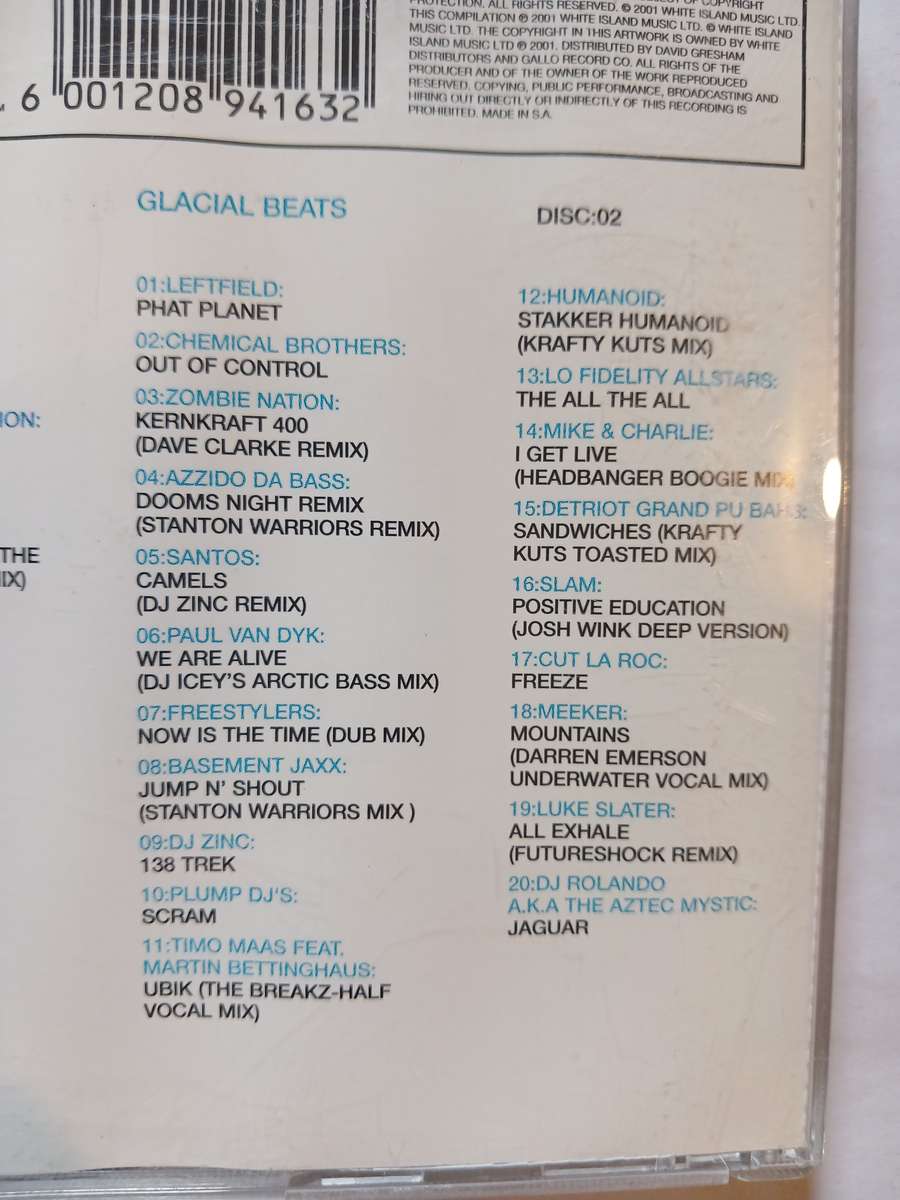 PROTECTION. ALL RIGHTS RESERVED. © 2001 WHITE ISLAND MUSIC LTD.
THIS COMPILATION ℗ 2001 WHITE ISLAND MUSIC LTD. © WHITE ISLAND
MUSIC LTD. THE COPYRIGHT IN THIS ARTWORK IS OWNED BY WHITE
ISLAND MUSIC LTD ℗ 2001. DISTRIBUTED BY DAVID GRESHAM
DISTRIBUTORS AND GALLO RECORD CO. ALL RIGHTS OF THE
PRODUCER AND OF THE OWNER OF THE WORK REPRODUCED
RESERVED. COPYING, PUBLIC PERFORMANCE, BROADCASTING AND
HIRING OUT DIRECTLY OR INDIRECTLY OF THIS RECORDING IS
PROHIBITED. MADE IN S.A.
6 001208 941632
GLACIAL BEATS
DISC:02
ION:
THE
IX)
01:LEFTFIELD:
PHAT PLANET
02:CHEMICAL BROTHERS:
OUT OF CONTROL
03:ZOMBIE NATION:
KERNKRAFT 400
(DAVE CLARKE REMIX)
04:AZZIDO DA BASS:
DOOMS NIGHT REMIX
(STANTON WARRIORS REMIX)
05:SANTOS:
CAMELS
(DJ ZINC REMIX)
06:PAUL VAN DYK:
WE ARE ALIVE
(DJ ICEY'S ARCTIC BASS MIX)
07:FREESTYLERS:
NOW IS THE TIME (DUB MIX)
08:BASEMENT JAXX:
JUMP N' SHOUT
(STANTON WARRIORS MIX )
09:DJ ZINC:
138 TREK
10:PLUMP DJ'S:
SCRAM
11:TIMO MAAS FEAT.
MARTIN BETTINGHAUS:
UBIK (THE BREAKZ-HALF
VOCAL MIX)
12:HUMANOID:
STAKKER HUMANOID
(KRAFTY KUTS MIX)
13:LO FIDELITY ALLSTARS:
THE ALL THE ALL
14:MIKE & CHARLIE:
I GET LIVE
(HEADBANGER BOOGIE MIX)
15:DETRIOT GRAND PU BAHS:
SANDWICHES (KRAFTY
KUTS TOASTED MIX)
16:SLAM:
POSITIVE EDUCATION
(JOSH WINK DEEP VERSION)
17:CUT LA ROC:
FREEZE
18:MEEKER:
MOUNTAINS
(DARREN EMERSON
UNDERWATER VOCAL MIX)
19:LUKE SLATER:
ALL EXHALE
(FUTURESHOCK REMIX)
20:DJ ROLANDO
A.K.A THE AZTEC MYSTIC:
JAGUAR